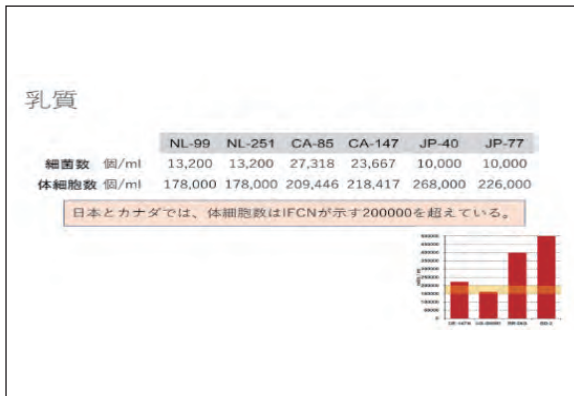 乳質
NL-99 NL-251 CA-85 CA-147 JP-40 JP-77
細菌数 個/ml 13,200 13,200 27,318 23,667 10,000 10,000
体細胞数 個/ml 178,000 178,000 209,446 218,417 268,000 226,000
日本とカナダでは、体細胞数はIFCNが示す200000を超えている。